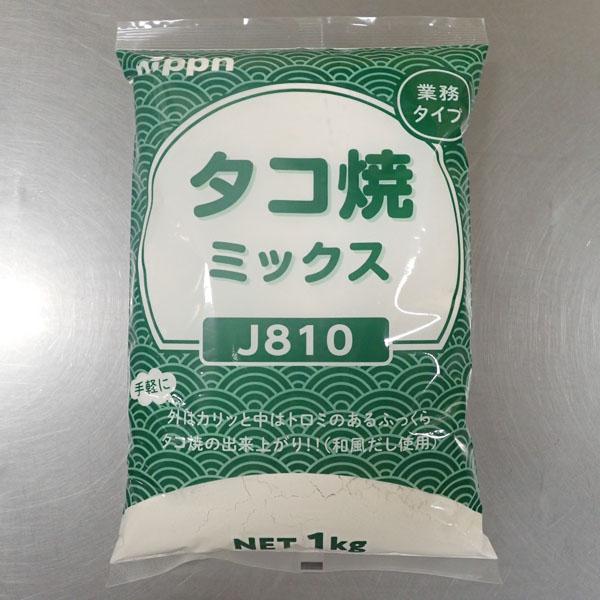 nippn
業務
タイプ
タコ焼
ミックス
J810
手軽に
外はカリッと中はトロミのあるふっくら
タコ焼の出来上がり!!(和風だし使用)
NET 1kg